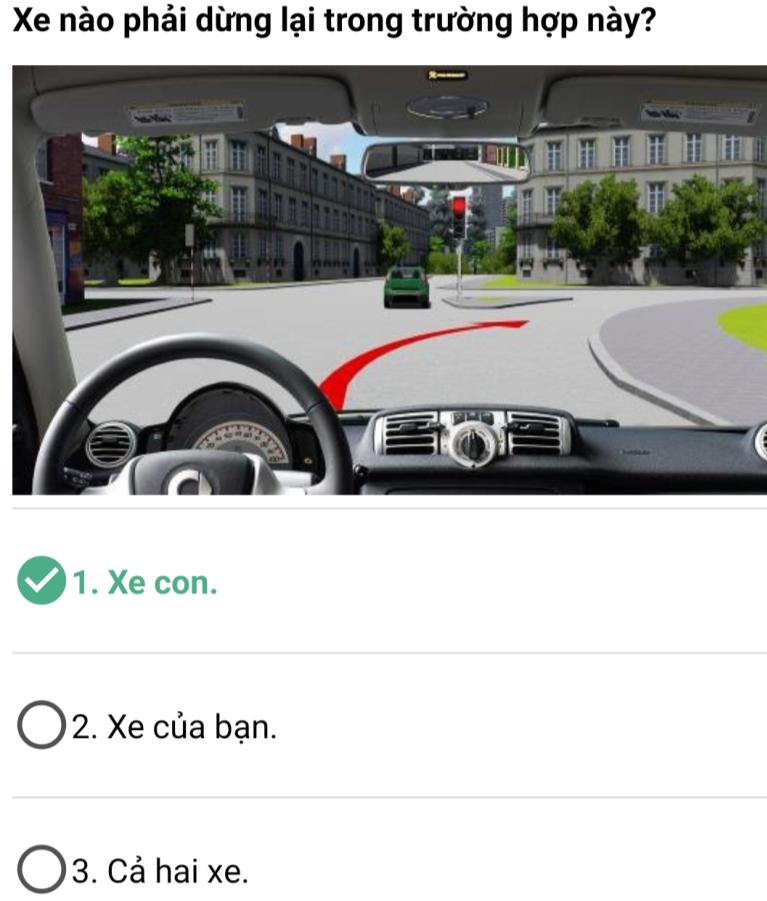 Xe nào phải dừng lại trong trường hợp này?
1. Xe con.
2. Xe của bạn.
3. Cả hai xe.